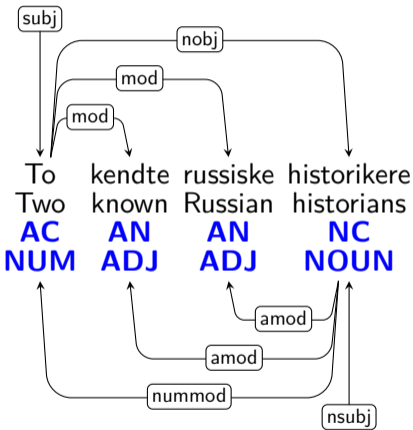 subj
nobj
mod
mod
To kendte russiske historikere
Two known Russian historians
AC AN AN NC
NUM ADJ ADJ NOUN
amod
amod
nummod
nsubj